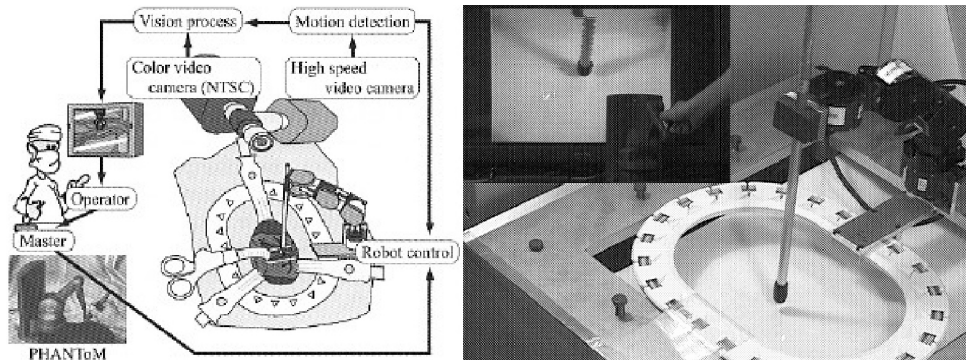 Vision process
Motion detection
Color video
camera (NTSC)
High speed
video camera
Operator
Master
Robot control
PHANToM